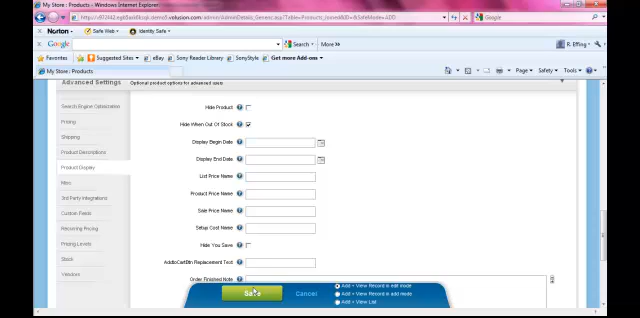 My Store : Products - Windows Internet Explorer
Google
Norton
Safe Web
Identity Safe
Google
Search
More »
R. Effing
Favorites
Suggested Sites
eBay
Sony Reader Library
SonyStyle
Get more Add-ons
My Store : Products
Page
Safety
Tools
Advanced Settings
Optional product options for advanced users
Search Engine Optimization
Pricing
Shipping
Product Descriptions
Product Display
Misc
3rd Party Integrations
Custom Fields
Recurring Pricing
Pricing Levels
Stock
Vendors
Hide Product
Hide When Out Of Stock
Display Begin Date
Display End Date
List Price Name
Product Price Name
Sale Price Name
Setup Cost Name
Hide You Save
AddtoCartBtn Replacement Text
Order Finished Note
Save
Cancel
Add + View Record in edit mode
Add + View Record in add mode
Add + View List